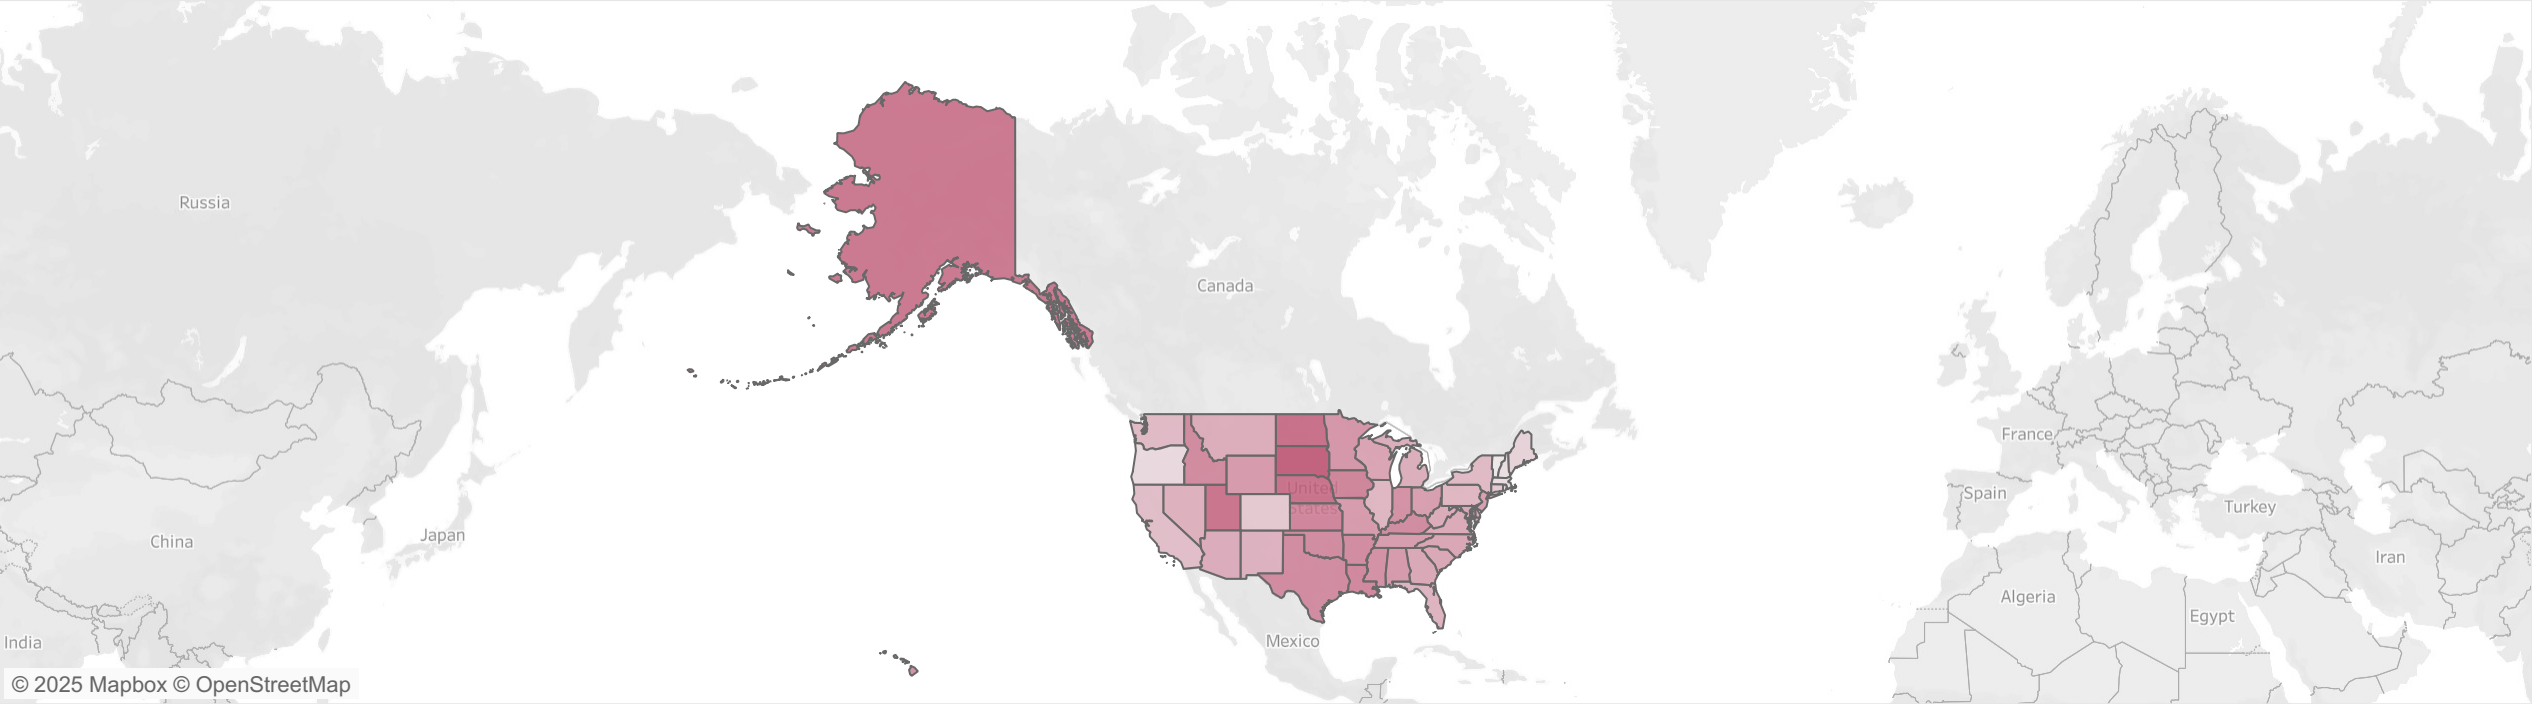 Russia
Canada
France
United
States
Spain
Turkey
China
Japan
Iran
Algeria
Egypt
India
Mexico
© 2025 Mapbox © OpenStreetMap